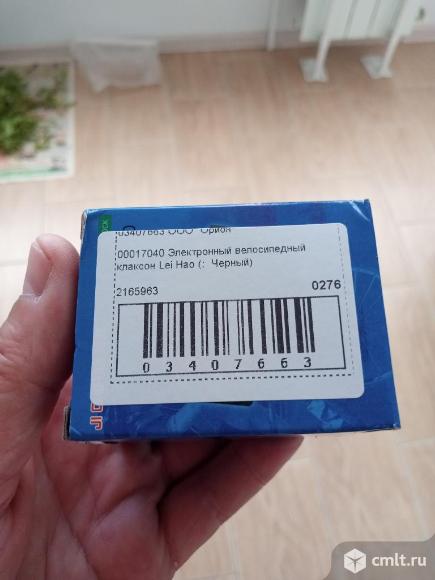 03407663 ООО "Орион
00017040 Электронный велосипедный
клаксон Lei Hao (: Черный)
2165963 0276
03407663
cmlt.ru